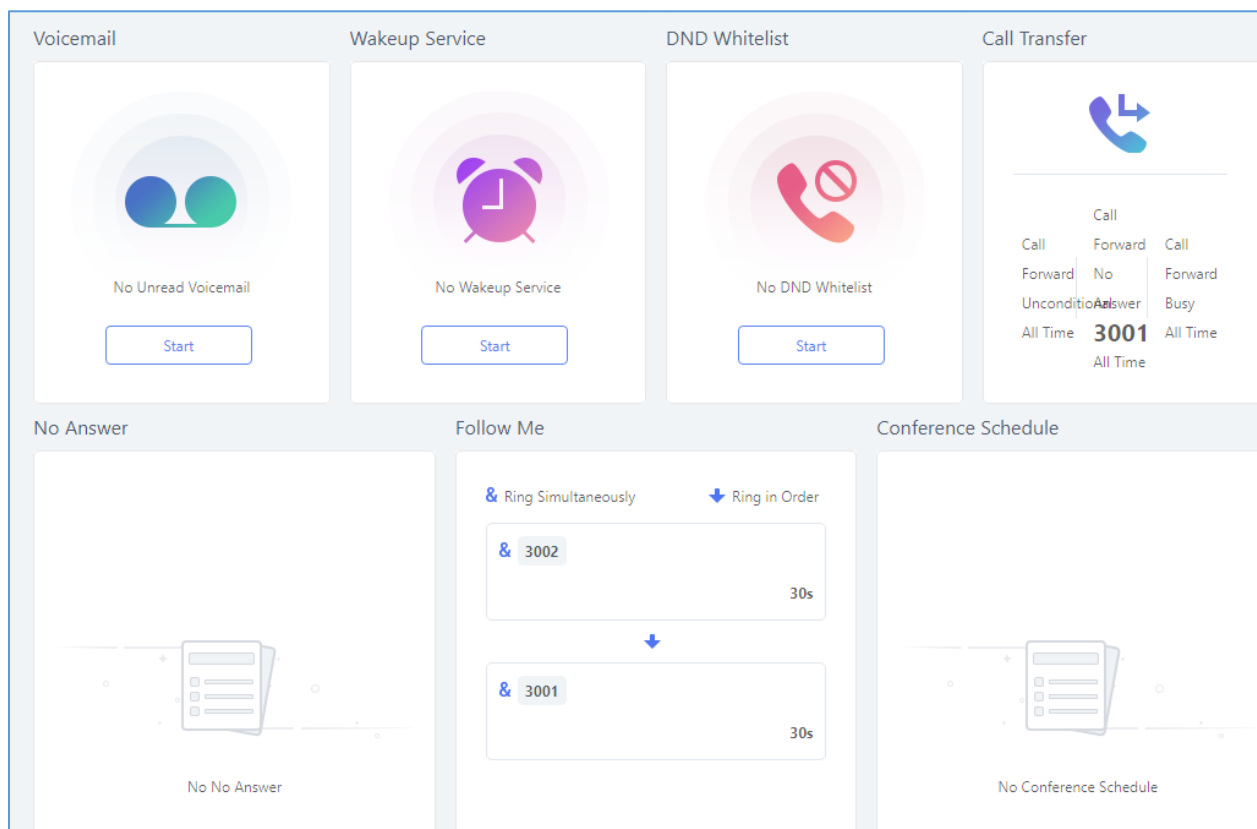 Voicemail
Wakeup Service
DND Whitelist
Call Transfer
No Unread Voicemail
Start
No Wakeup Service
Start
No DND Whitelist
Start
Call
Forward
Unconditional
All Time
Call
Forward
No
Answer
3001
All Time
Call
Forward
Busy
All Time
No Answer
Follow Me
Conference Schedule
No No Answer
& Ring Simultaneously
Ring in Order
& 3002
30s
& 3001
30s
No Conference Schedule